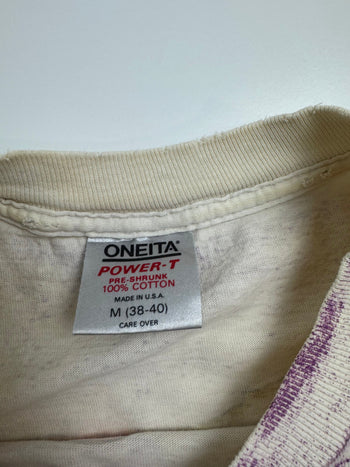 ONEITA®
POWER-T
PRE-SHRUNK
100% COTTON
MADE IN U.S.A.
M (38-40)
CARE OVER